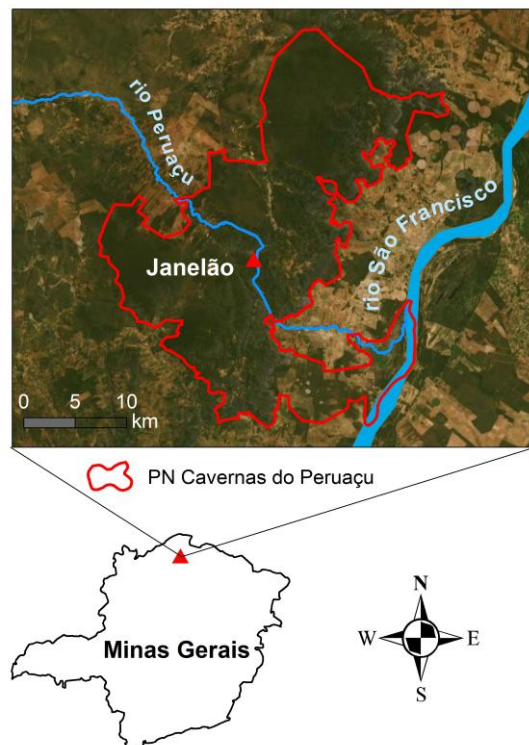 rio Peruaçu
rio São Francisco
Janelão
0 5 10
km
PN Cavernas do Peruaçu
Minas Gerais
N
W E
S